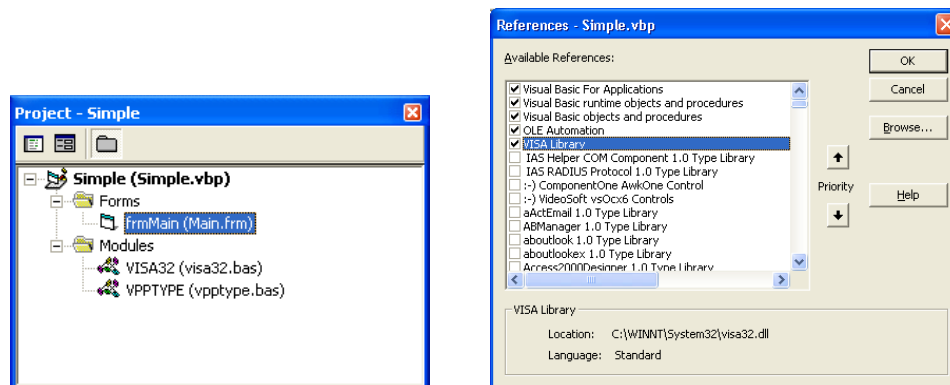 Project - Simple
Simple (Simple.vbp)
Forms
frmMain (Main.frm)
Modules
VISA32 (visa32.bas)
VPPTYPE (vpptype.bas)
References - Simple.vbp
Available References:
OK
Cancel
Browse...
Help
Visual Basic For Applications
Visual Basic runtime objects and procedures
Visual Basic objects and procedures
OLE Automation
VISA Library
IAS Helper COM Component 1.0 Type Library
IAS RADIUS Protocol 1.0 Type Library
:-) ComponentOne AwkOne Control
:-) VideoSoft vsOcx6 Controls
aActEmail 1.0 Type Library
ABManager 1.0 Type Library
aboutlook 1.0 Type Library
aboutlookex 1.0 Type Library
Access2000Designer 1.0 Type Library
Priority
VISA Library
Location: C:\WINNT\System32\visa32.dll
Language: Standard